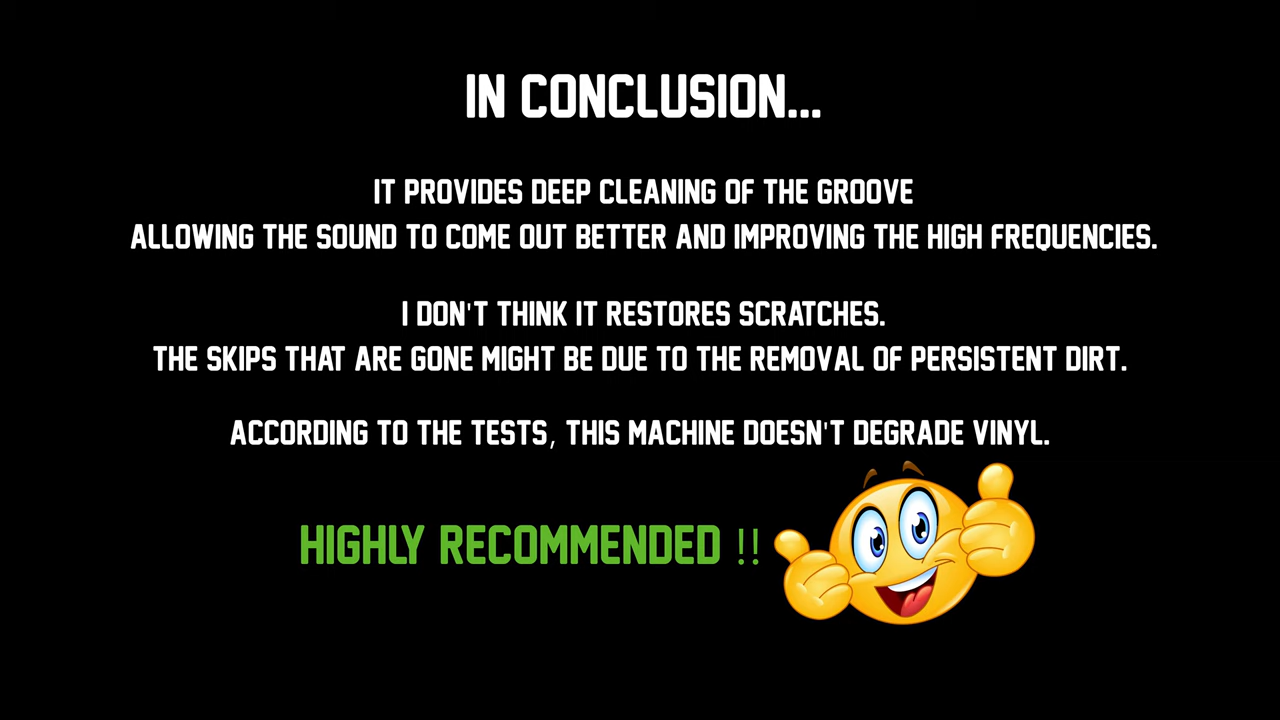 IN CONCLUSION...
IT PROVIDES DEEP CLEANING OF THE GROOVE
ALLOWING THE SOUND TO COME OUT BETTER AND IMPROVING THE HIGH FREQUENCIES.
I DON'T THINK IT RESTORES SCRATCHES.
THE SKIPS THAT ARE GONE MIGHT BE DUE TO THE REMOVAL OF PERSISTENT DIRT.
ACCORDING TO THE TESTS, THIS MACHINE DOESN'T DEGRADE VINYL.
HIGHLY RECOMMENDED !!